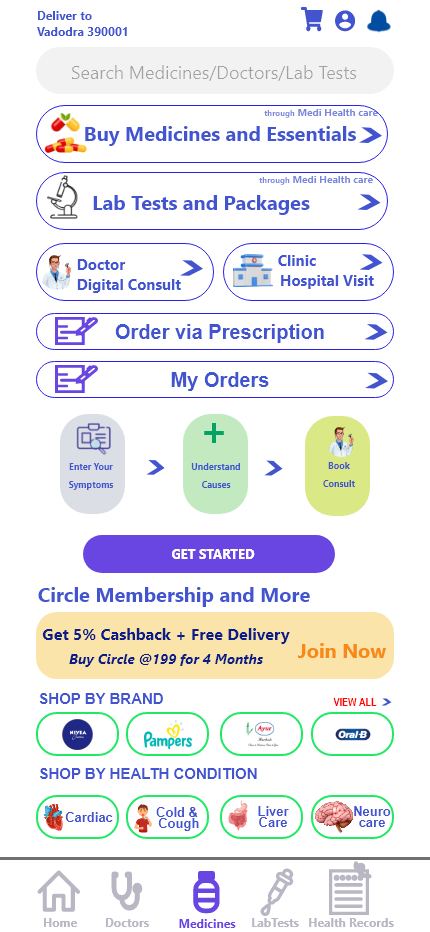 Deliver to
Vadodra 390001
Search Medicines/Doctors/Lab Tests
through Medi Health care
Buy Medicines and Essentials
through Medi Health care
Lab Tests and Packages
Doctor
Digital Consult
Clinic
Hospital Visit
Order via Prescription
My Orders
Enter Your
Symptoms
Understand
Causes
Book
Consult
GET STARTED
Circle Membership and More
Get 5% Cashback + Free Delivery
Buy Circle @199 for 4 Months
Join Now
SHOP BY BRAND
VIEW ALL
NIVEA
Pampers
Ayur
Oral-B
SHOP BY HEALTH CONDITION
Cardiac
Cold &
Cough
Liver
Care
Neuro
care
Home
Doctors
Medicines
LabTests
Health Records